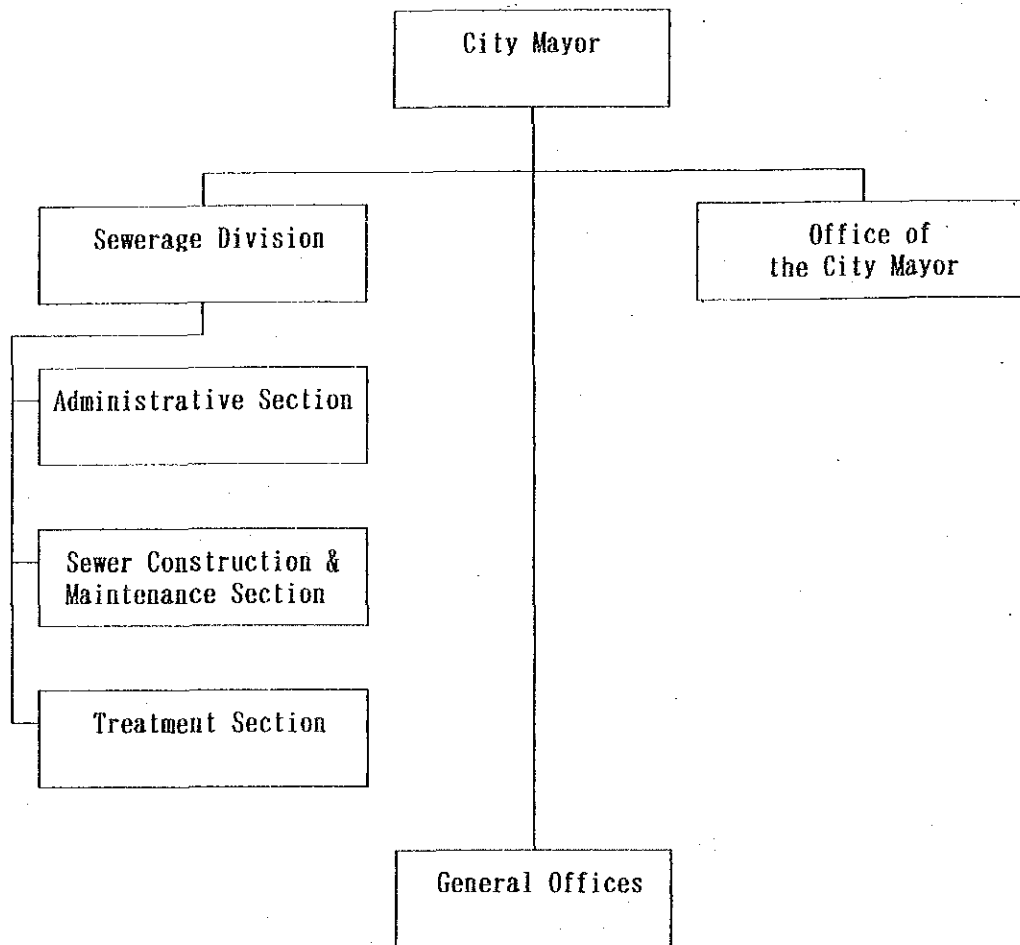 City Mayor
Sewerage Division
Office of
the City Mayor
Administrative Section
Sewer Construction &
Maintenance Section
Treatment Section
General Offices